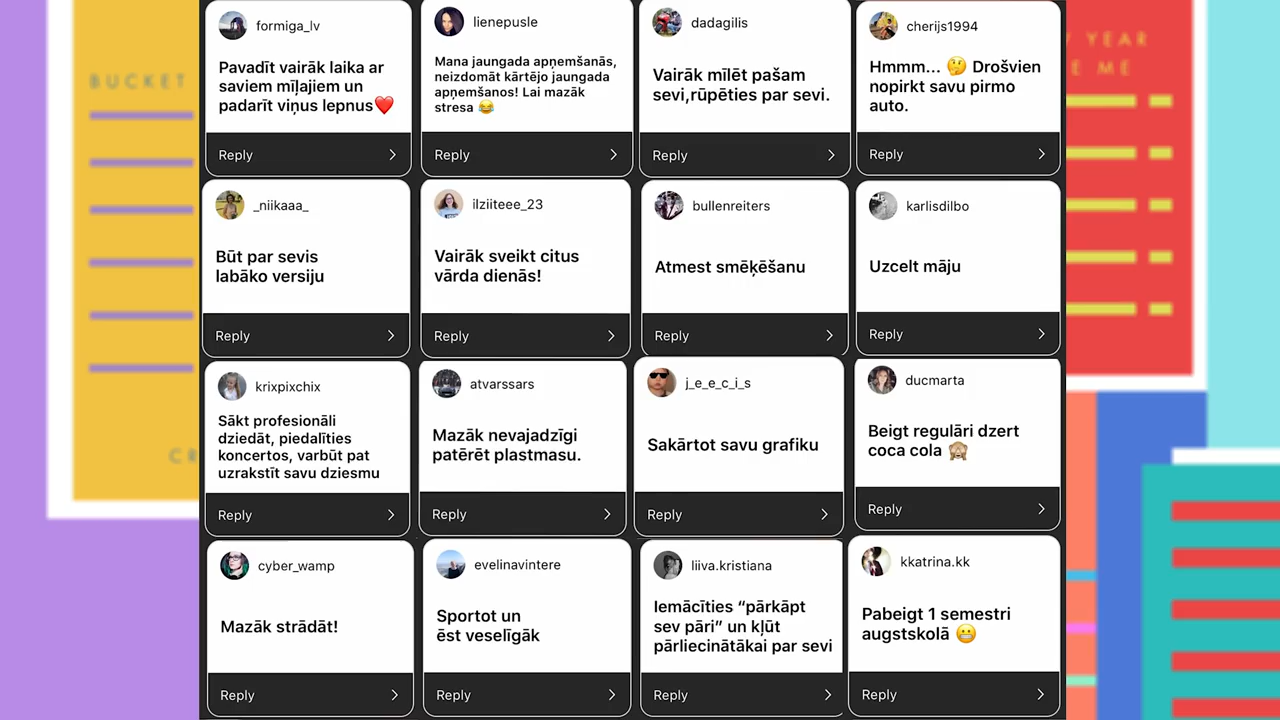 BUCKET
YEAR
E ME
CR
formiga_lv
Pavadīt vairāk laika ar
saviem mīļajiem un
padarīt viņus lepnus❤️
Reply
lienepusle
Mana jaungada apņemšanās,
neizdomāt kārtējo jaungada
apņemšanos! Lai mazāk
stresa 😂
Reply
dadagilis
Vairāk mīlēt pašam
sevi,rūpēties par sevi.
Reply
cherijs1994
Hmmm... 🤔 Drošvien
nopirkt savu pirmo
auto.
Reply
_niikaaa_
Būt par sevis
labāko versiju
Reply
ilziiteee_23
Vairāk sveikt citus
vārda dienās!
Reply
bullenreiters
Atmest smēķēšanu
Reply
karlisdilbo
Uzcelt māju
Reply
krixpixchix
Sākt profesionāli
dziedāt, piedalīties
koncertos, varbūt pat
uzrakstīt savu dziesmu
Reply
atvarssars
Mazāk nevajadzīgi
patērēt plastmasu.
Reply
j_e_e_c_i_s
Sakārtot savu grafiku
Reply
ducmarta
Beigt regulāri dzert
coca cola 🙈
Reply
cyber_wamp
Mazāk strādāt!
Reply
evelinavintere
Sportot un
ēst veselīgāk
Reply
liiva.kristiana
Iemācīties “pārkāpt
sev pāri” un kļūt
pārliecinātākai par sevi
Reply
kkatrina.kk
Pabeigt 1 semestri
augstskolā 😬
Reply